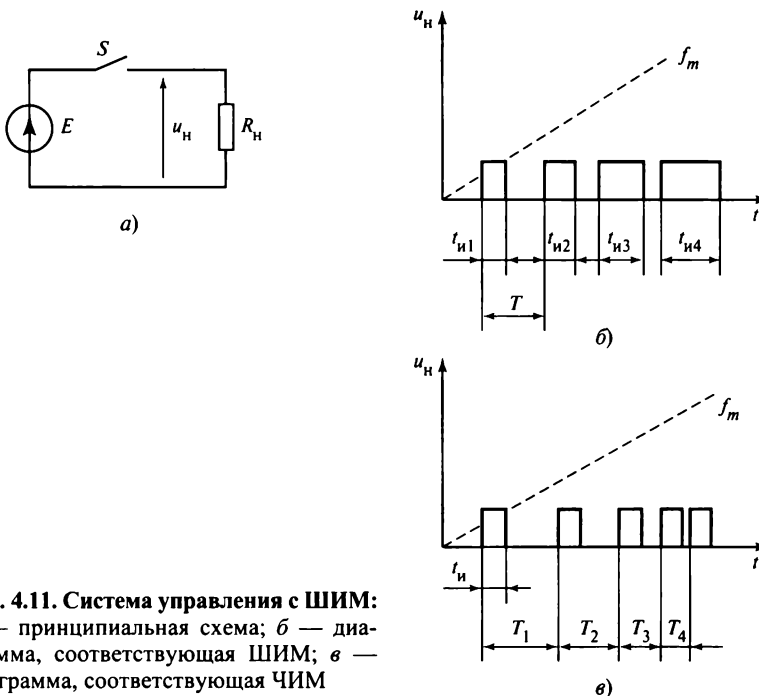 S
E
uн
Rн
а)
uн
fm
t
tи1
tи2
tи3
tи4
T
б)
uн
fm
t
tи
T1
T2
T3
T4
в)
. 4.11. Система управления с ШИМ:
— принципиальная схема; б — диа-
мма, соответствующая ШИМ; в —
грамма, соответствующая ЧИМ